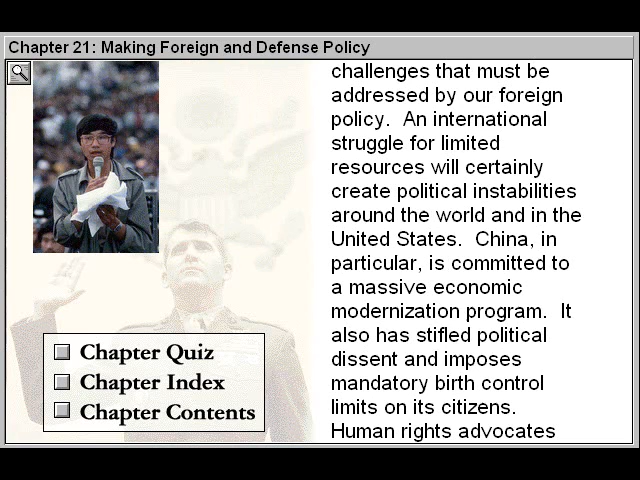 Chapter 21: Making Foreign and Defense Policy
challenges that must be
addressed by our foreign
policy.  An international
struggle for limited
resources will certainly
create political instabilities
around the world and in the
United States.  China, in
particular, is committed to
a massive economic
modernization program.  It
also has stifled political
dissent and imposes
mandatory birth control
limits on its citizens.
Human rights advocates
Chapter Quiz
Chapter Index
Chapter Contents